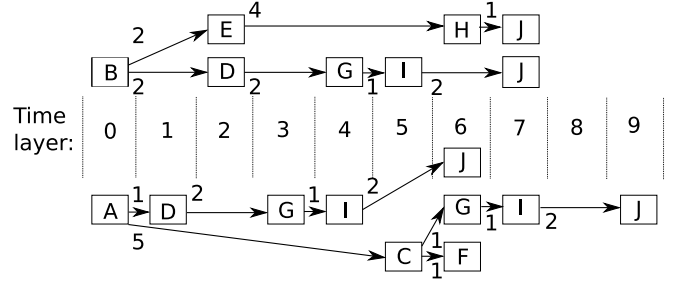 2 E 4 H 1 J
B 2 D 2 G 1 I 2 J
Time
layer: 0 1 2 3 4 5 6 7 8 9
J
A 1 D 2 G 1 I 2 G 1 I 2 J
5 C 1 F
1